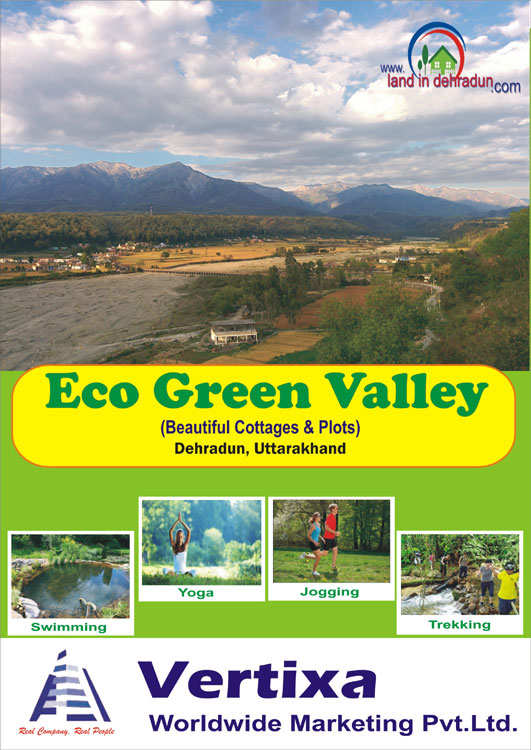 www.
land in dehradun.com
Eco Green Valley
(Beautiful Cottages & Plots)
Dehradun, Uttarakhand
Swimming
Yoga
Jogging
Trekking
Vertixa
Worldwide Marketing Pvt.Ltd.
Real Company. Real People